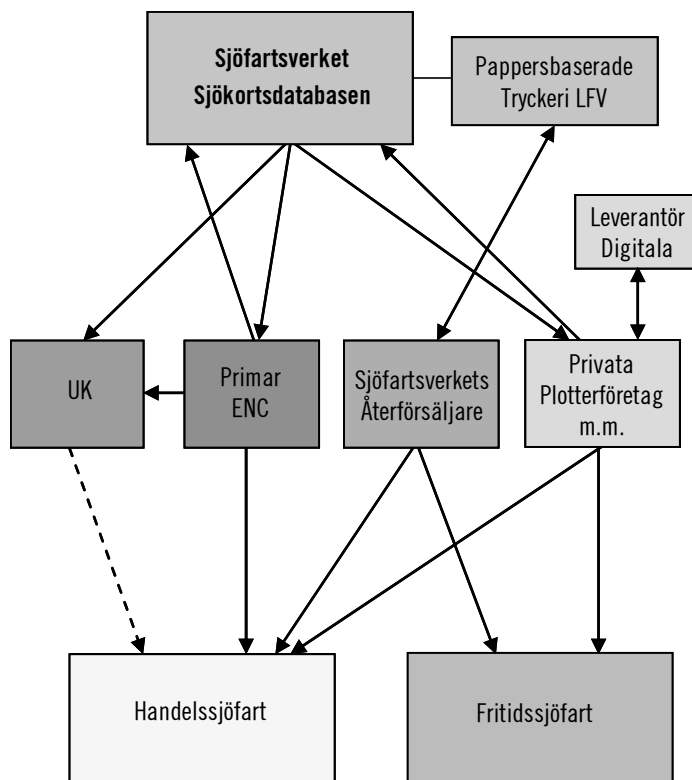 Sjöfartsverket
Sjökortsdatabasen
Pappersbaserade
Tryckeri LFV
Leverantör
Digitala
UK
Primar
ENC
Sjöfartsverkets
Återförsäljare
Privata
Plotterföretag
m.m.
Handelssjöfart
Fritidssjöfart